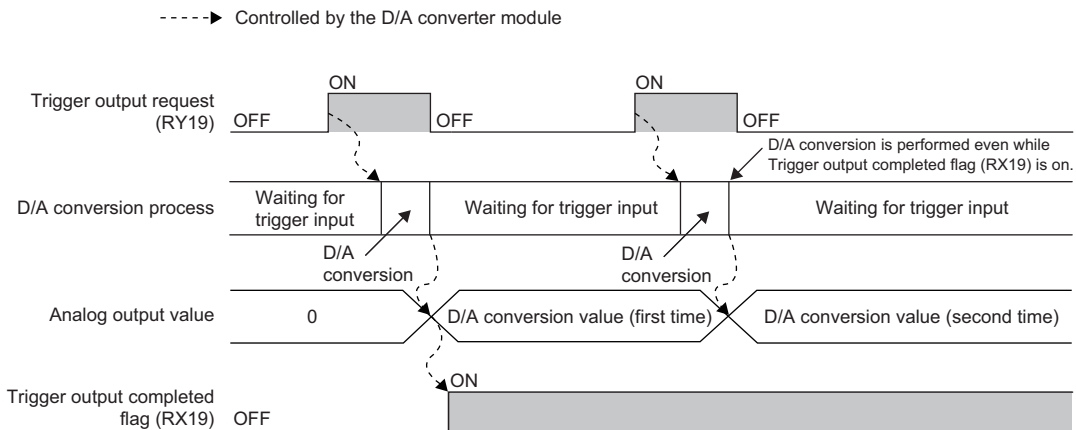 Controlled by the D/A converter module
ON
ON
Trigger output request
(RY19)
OFF
OFF
OFF
D/A conversion is performed even while
Trigger output completed flag (RX19) is on.
D/A conversion process
Waiting for
trigger input
Waiting for trigger input
Waiting for trigger input
D/A
conversion
D/A
conversion
Analog output value
0
D/A conversion value (first time)
D/A conversion value (second time)
ON
Trigger output completed
flag (RX19)
OFF